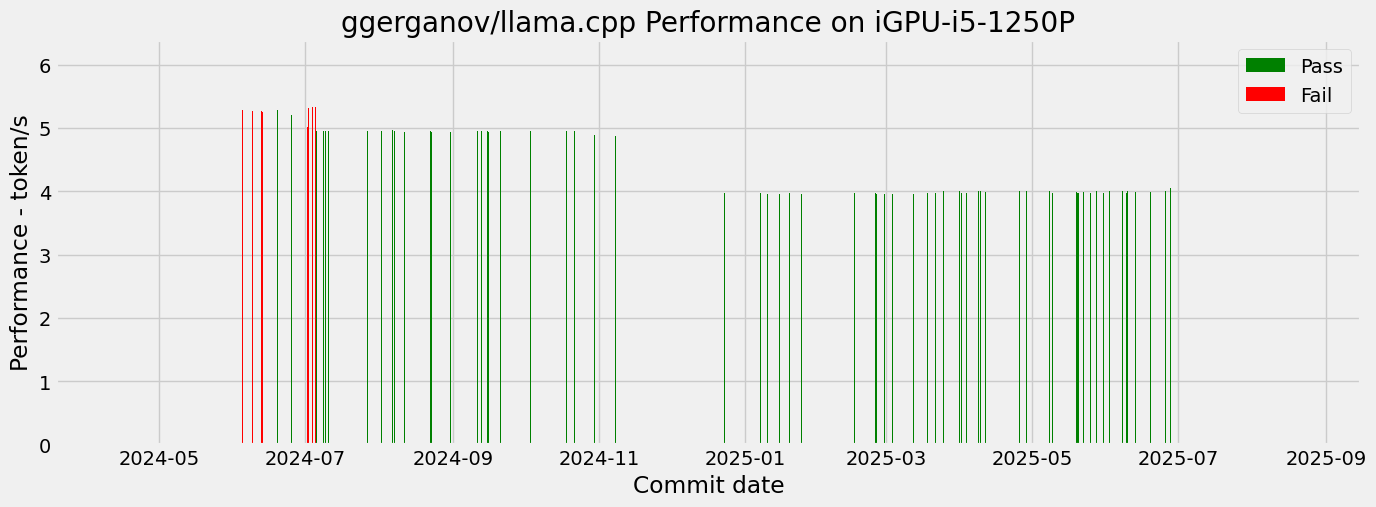 ggerganov/llama.cpp Performance on iGPU-i5-1250P
Pass
Fail
Performance - token/s
6
5
4
3
2
1
0
2024-05 2024-07 2024-09 2024-11 2025-01 2025-03 2025-05 2025-07 2025-09
Commit date